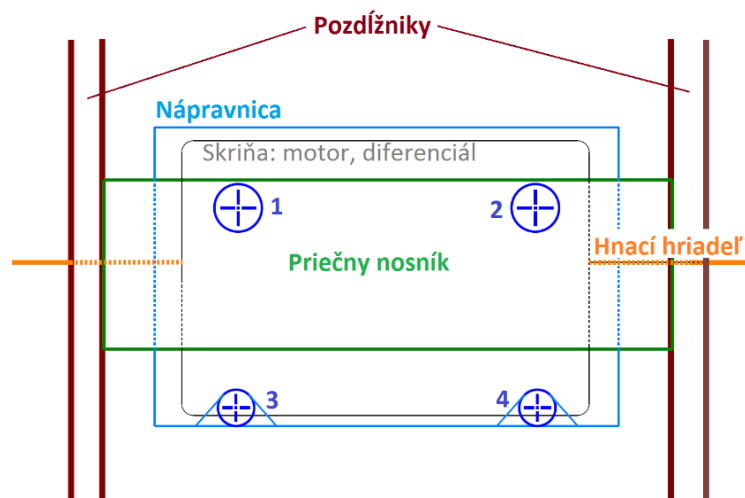 Pozdĺžniky
Nápravnica
Skriňa: motor, diferenciál
1
2
Hnací hriadeľ
Priečny nosník
3
4